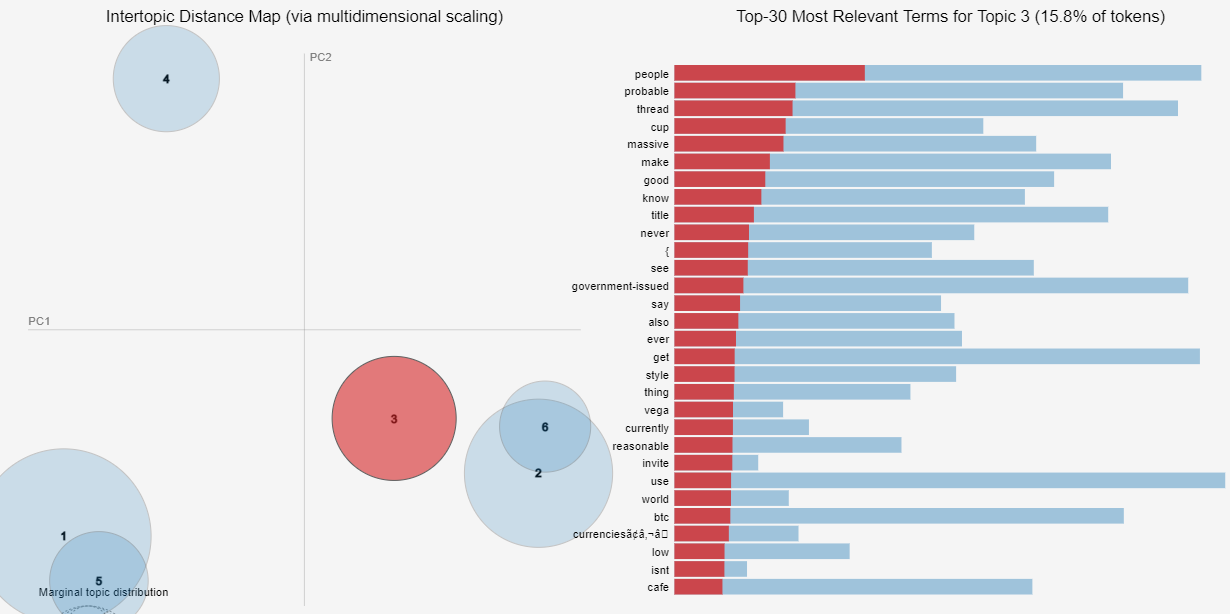 Intertopic Distance Map (via multidimensional scaling)
PC2
PC1
4
3
6
2
1
5
Marginal topic distribution
Top-30 Most Relevant Terms for Topic 3 (15.8% of tokens)
people
probable
thread
cup
massive
make
good
know
title
never
{
see
government-issued
say
also
ever
get
style
thing
vega
currently
reasonable
invite
use
world
btc
currenciesã¢â‚¬â
low
isnt
cafe